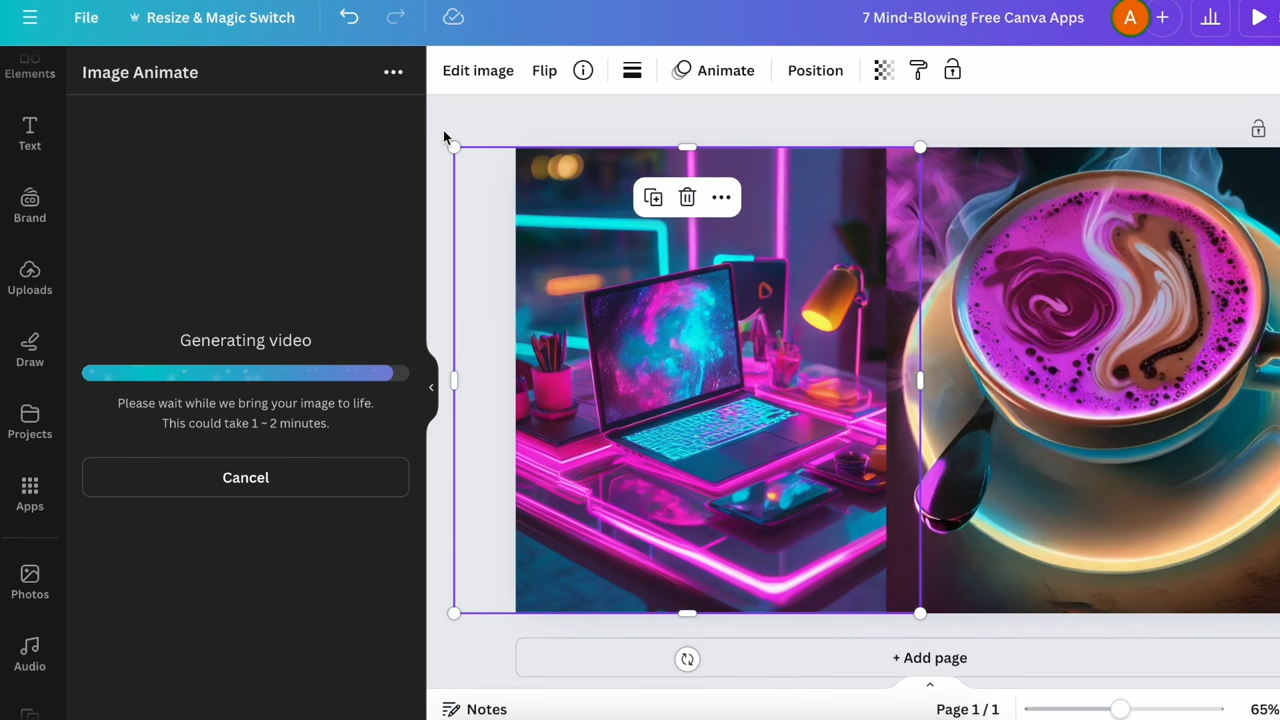 File
Resize & Magic Switch
7 Mind-Blowing Free Canva Apps
A
Elements
Text
Brand
Uploads
Draw
Projects
Apps
Photos
Audio
Image Animate
Generating video
Please wait while we bring your image to life.
This could take 1 ~ 2 minutes.
Cancel
Edit image
Flip
Animate
Position
+ Add page
Notes
Page 1 / 1
65%